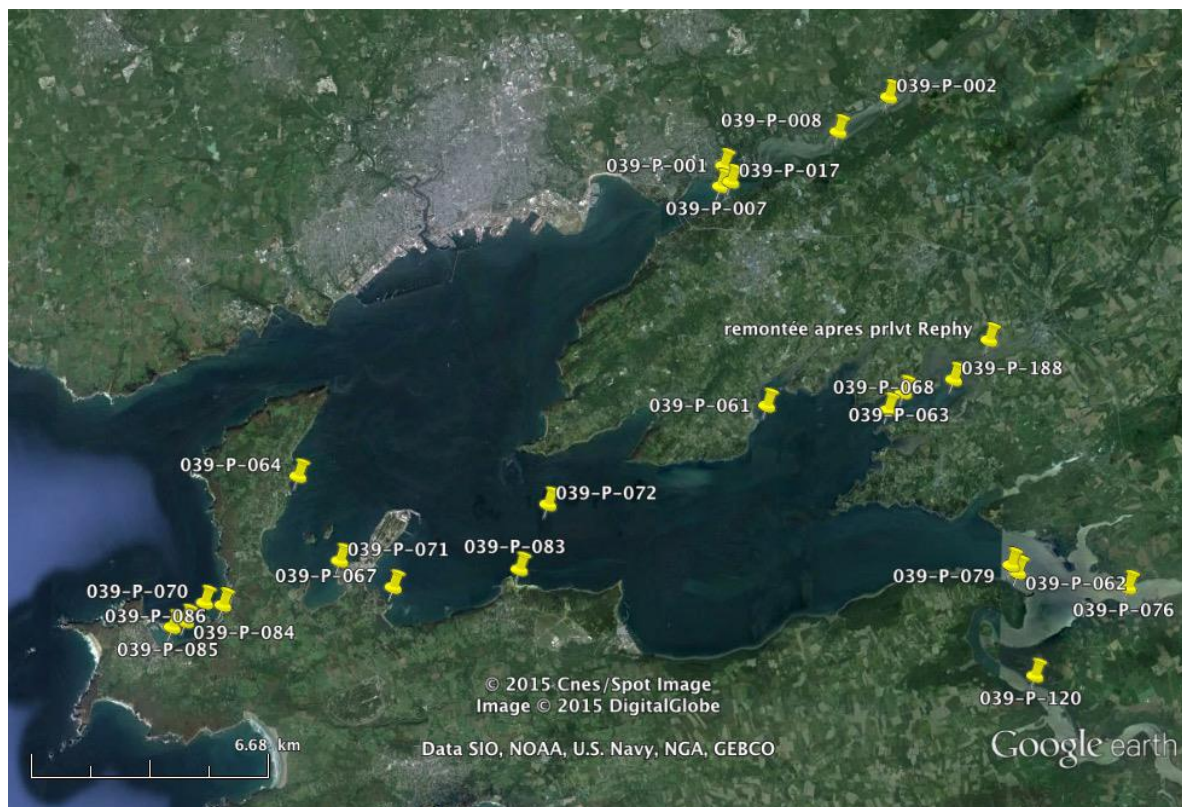 039-P-002
039-P-008
039-P-001
039-P-017
039-P-007
remontée apres prlvt Rephy
039-P-188
039-P-068
039-P-061
039-P-063
039-P-064
039-P-072
039-P-083
039-P-071
039-P-067
039-P-079
039-P-062
039-P-076
039-P-070
039-P-086
039-P-084
039-P-085
039-P-120
© 2015 Cnes/Spot Image
Image © 2015 DigitalGlobe
6.68 km
Data SIO, NOAA, U.S. Navy, NGA, GEBCO
Google earth